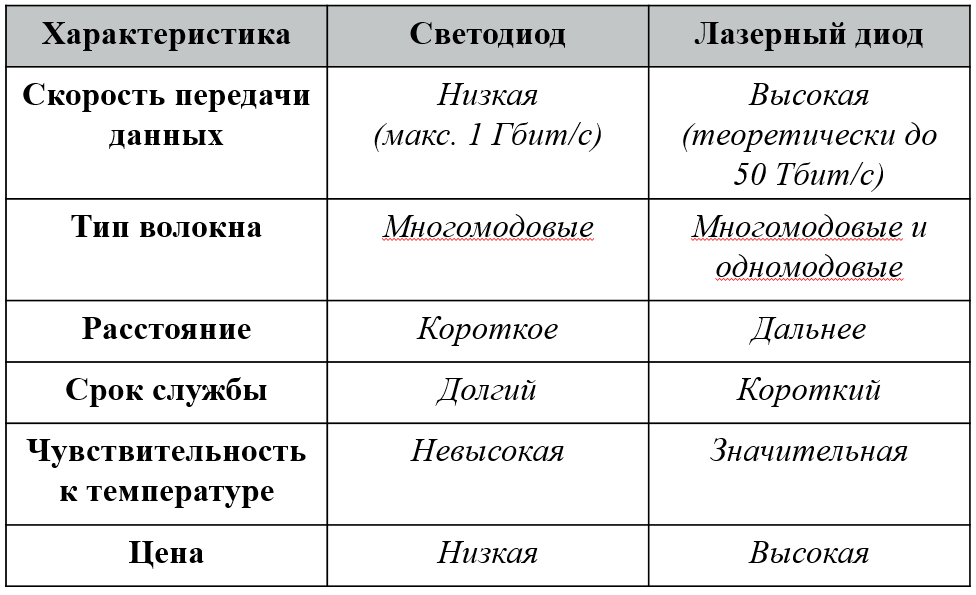 Характеристика Светодиод Лазерный диод
Скорость передачи Низкая Высокая
данных (макс. 1 Гбит/с) (теоретически до
50 Тбит/с)
Тип волокна Многомодовые Многомодовые и
одномодовые
Расстояние Короткое Дальнее
Срок службы Долгий Короткий
Чувствительность Невысокая Значительная
к температуре
Цена Низкая Высокая